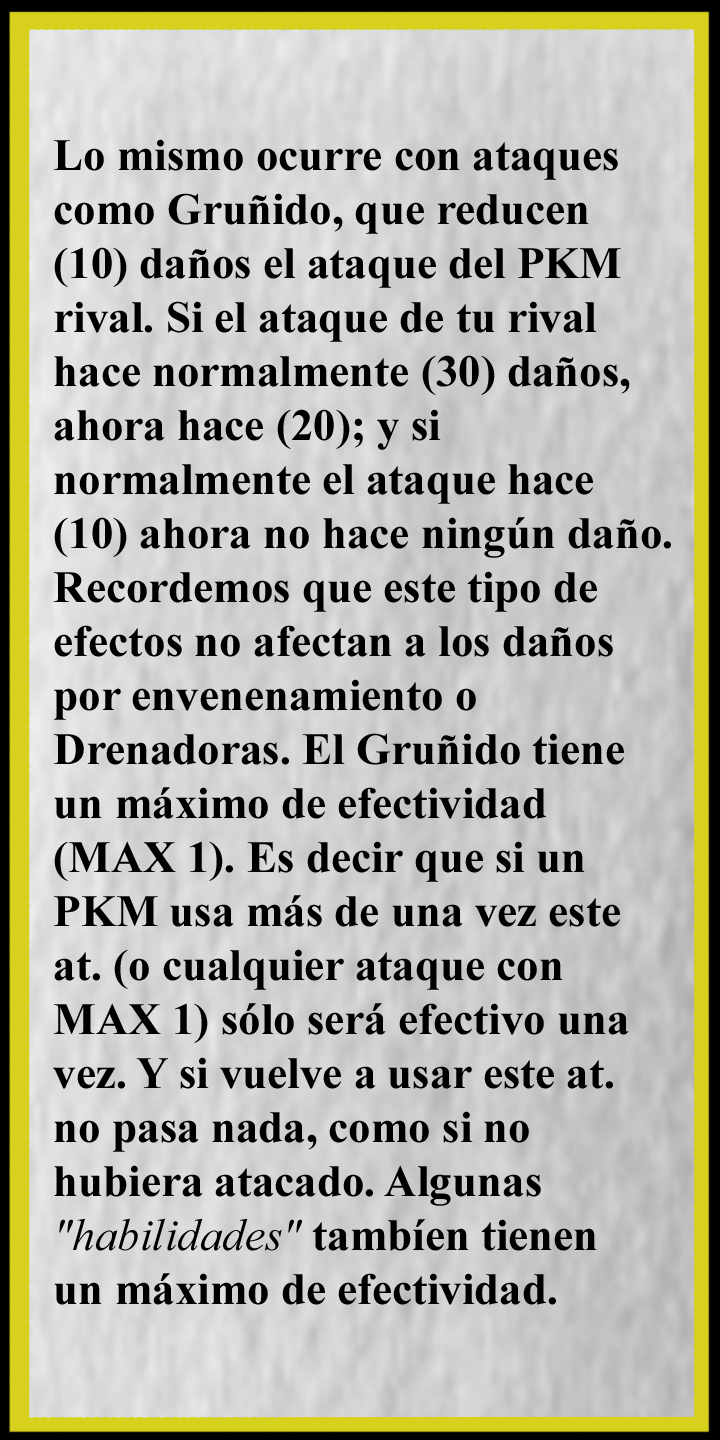 Lo mismo ocurre con ataques
como Gruñido, que reducen
(10) daños el ataque del PKM
rival. Si el ataque de tu rival
hace normalmente (30) daños,
ahora hace (20); y si
normalmente el ataque hace
(10) ahora no hace ningún daño.
Recordemos que este tipo de
efectos no afectan a los daños
por envenenamiento o
Drenadoras. El Gruñido tiene
un máximo de efectividad
(MAX 1). Es decir que si un
PKM usa más de una vez este
at. (o cualquier ataque con
MAX 1) sólo será efectivo una
vez. Y si vuelve a usar este at.
no pasa nada, como si no
hubiera atacado. Algunas
"habilidades" tambíen tienen
un máximo de efectividad.